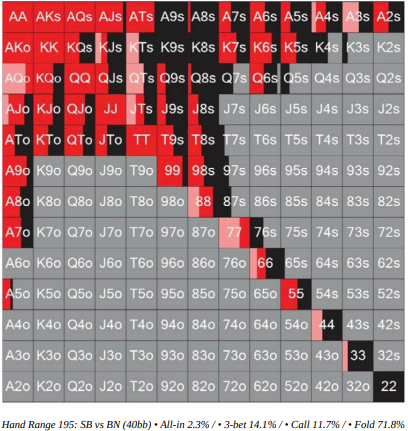 AA AKs AQs AJs ATs A9s A8s A7s A6s A5s A4s A3s A2s
AKo KK KQs KJs KTs K9s K8s K7s K6s K5s K4s K3s K2s
AQo KQo QQ QJs QTs Q9s Q8s Q7s Q6s Q5s Q4s Q3s Q2s
AJo KJo QJo JJ JTs J9s J8s J7s J6s J5s J4s J3s J2s
ATo KTo QTo JTo TT T9s T8s T7s T6s T5s T4s T3s T2s
A9o K9o Q9o J9o T9o 99 98s 97s 96s 95s 94s 93s 92s
A8o K8o Q8o J8o T8o 98o 88 87s 86s 85s 84s 83s 82s
A7o K7o Q7o J7o T7o 97o 87o 77 76s 75s 74s 73s 72s
A6o K6o Q6o J6o T6o 96o 86o 76o 66 65s 64s 63s 62s
A5o K5o Q5o J5o T5o 95o 85o 75o 65o 55 54s 53s 52s
A4o K4o Q4o J4o T4o 94o 84o 74o 64o 54o 44 43s 42s
A3o K3o Q3o J3o T3o 93o 83o 73o 63o 53o 43o 33 32s
A2o K2o Q2o J2o T2o 92o 82o 72o 62o 52o 42o 32o 22
Hand Range 195: SB vs BN (40bb) • All-in 2.3% / • 3-bet 14.1% / • Call 11.7% / • Fold 71.8%